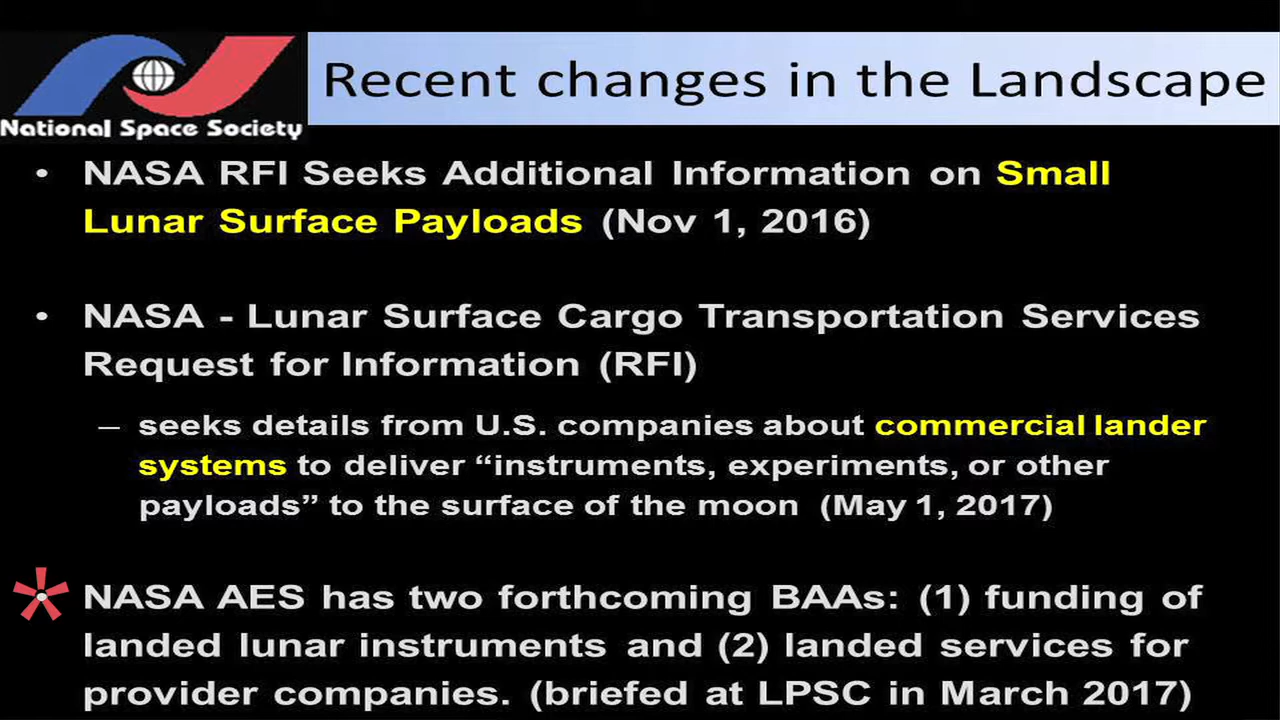 National Space Society
Recent changes in the Landscape
• NASA RFI Seeks Additional Information on Small
Lunar Surface Payloads (Nov 1, 2016)
• NASA - Lunar Surface Cargo Transportation Services
Request for Information (RFI)
– seeks details from U.S. companies about commercial lander
systems to deliver “instruments, experiments, or other
payloads” to the surface of the moon (May 1, 2017)
* NASA AES has two forthcoming BAAs: (1) funding of
landed lunar instruments and (2) landed services for
provider companies. (briefed at LPSC in March 2017)